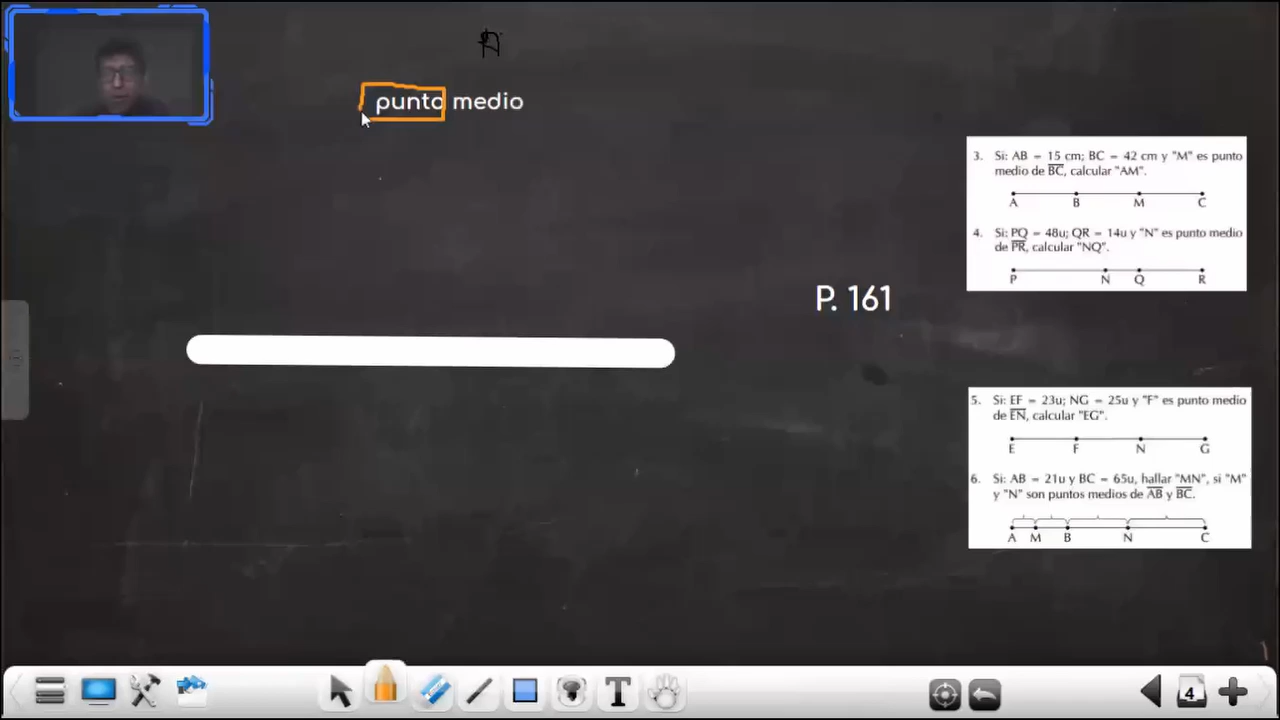 punto medio
3. Si: AB = 15 cm; BC = 42 cm y "M" es punto
medio de BC, calcular "AM".
A B M C
4. Si: PQ = 48u; QR = 14u y "N" es punto medio
de PR, calcular "NQ".
P N Q R
P. 161
5. Si: EF = 23u; NG = 25u y "F" es punto medio
de EN, calcular "EG".
E F N G
6. Si: AB = 21u y BC = 65u, hallar "MN", si "M"
y "N" son puntos medios de AB y BC.
A M B N C
T
4